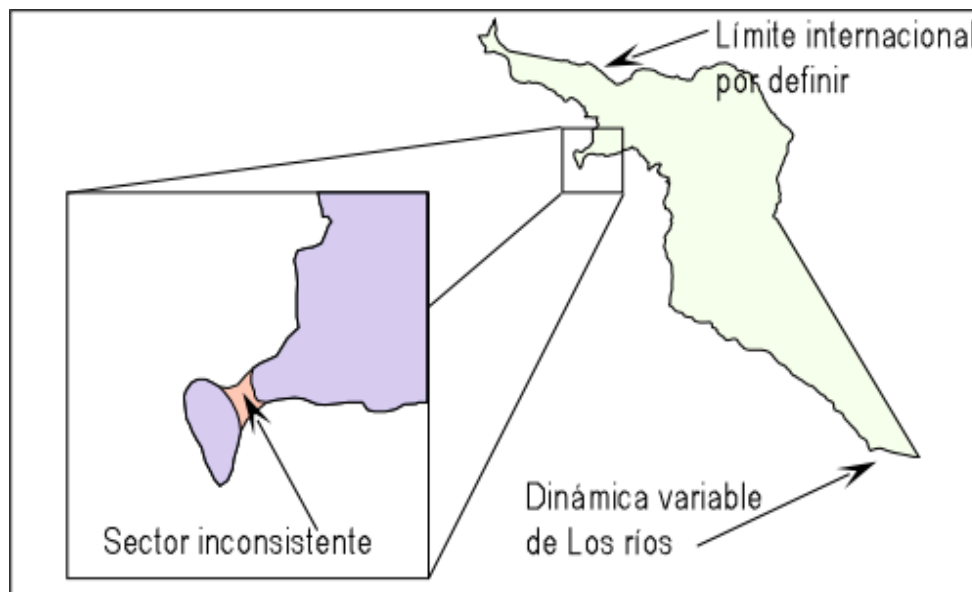 Límite internacional
por definir
Sector inconsistente
Dinámica variable
de Los ríos